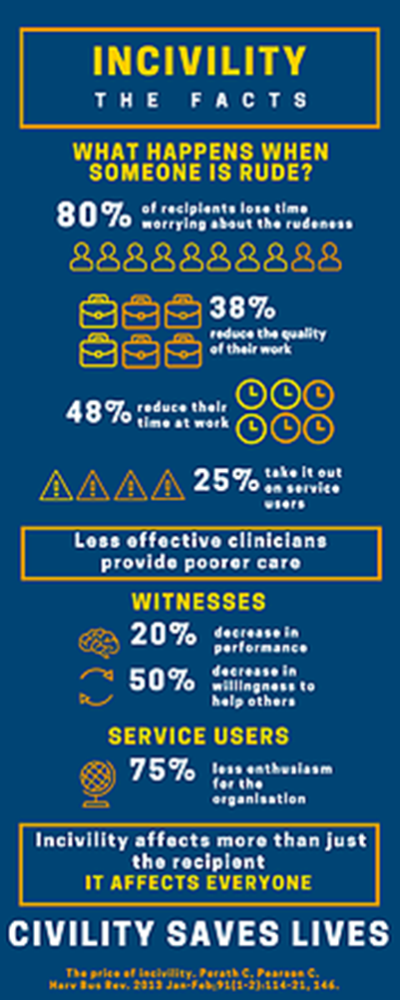 INCIVILITY
THE FACTS
WHAT HAPPENS WHEN
SOMEONE IS RUDE?
80% of recipients lose time
worrying about the rudeness
38%
reduce the quality
of their work
48% reduce their
time at work
25% take it out
on service
users
Less effective clinicians
provide poorer care
WITNESSES
20% decrease in
performance
50% decrease in
willingness to
help others
SERVICE USERS
75% less enthusiasm
for the
organisation
Incivility affects more than just
the recipient
IT AFFECTS EVERYONE
CIVILITY SAVES LIVES
The price of incivility. Porath C, Pearson C.
Harv Bus Rev. 2013 Jan-Feb;91(1-2):114-21, 146.